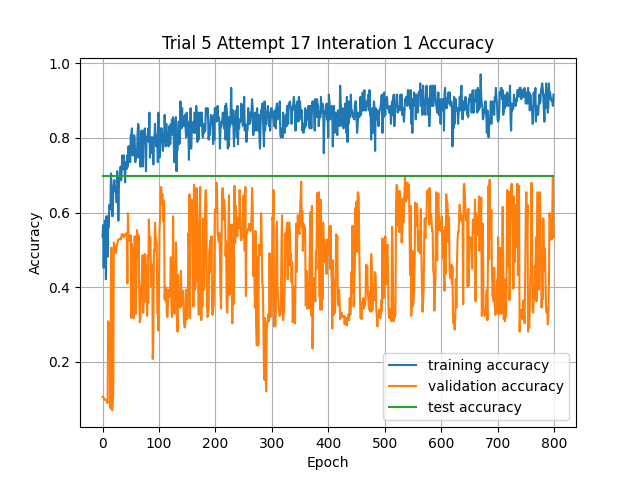 Trial 5 Attempt 17 Interation 1 Accuracy
1.0
0.8
0.6
0.4
0.2
Accuracy
0 100 200 300 400 500 600 700 800
Epoch
training accuracy
validation accuracy
test accuracy